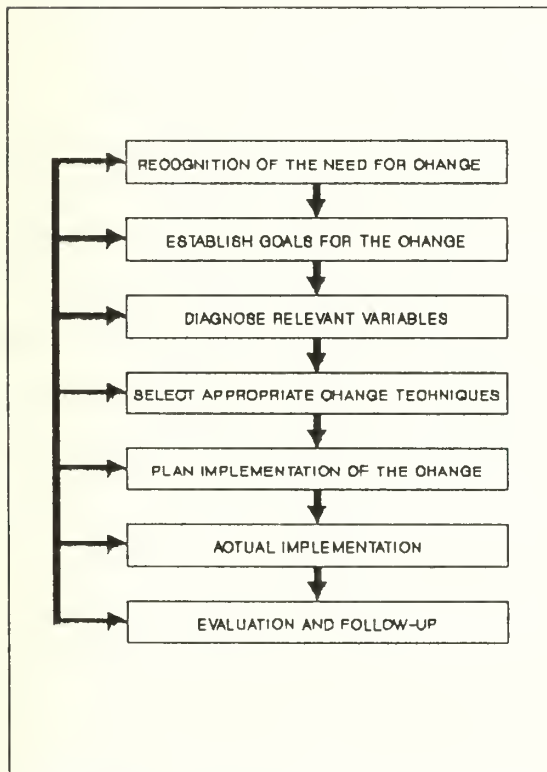 RECOGNITION OF THE NEED FOR CHANGE
ESTABLISH GOALS FOR THE CHANGE
DIAGNOSE RELEVANT VARIABLES
SELECT APPROPRIATE CHANGE TECHNIQUES
PLAN IMPLEMENTATION OF THE CHANGE
ACTUAL IMPLEMENTATION
EVALUATION AND FOLLOW-UP